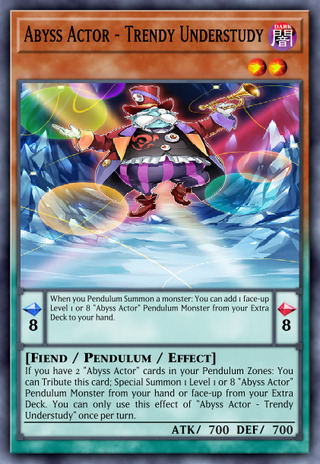 Abyss Actor - Trendy Understudy
DARK
闇
When you Pendulum Summon a monster: You can add 1 face-up
Level 1 or 8 "Abyss Actor" Pendulum Monster from your Extra
Deck to your hand.
8
8
[Fiend / Pendulum / Effect]
If you have 2 "Abyss Actor" cards in your Pendulum Zones: You
can Tribute this card; Special Summon 1 Level 1 or 8 "Abyss Actor"
Pendulum Monster from your hand or face-up from your Extra
Deck. You can only use this effect of "Abyss Actor - Trendy
Understudy" once per turn.
ATK/ 700 DEF/ 700